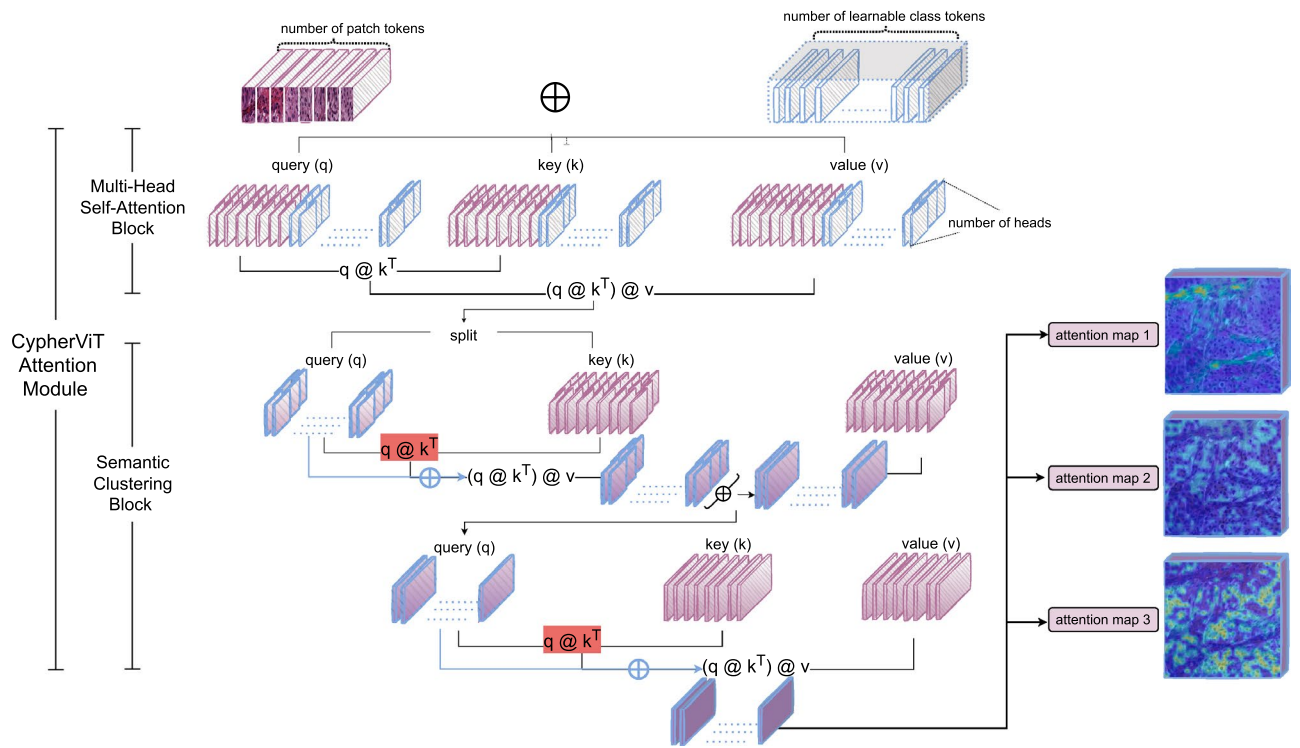 number of patch tokens
number of learnable class tokens
query (q)
key (k)
value (v)
Multi-Head
Self-Attention
Block
number of heads
q @ kᵀ
(q @ kᵀ) @ v
split
CypherViT
Attention
Module
query (q)
key (k)
value (v)
attention map 1
q @ kᵀ
(q @ kᵀ) @ v
Semantic
Clustering
Block
attention map 2
query (q)
key (k)
value (v)
attention map 3
q @ kᵀ
(q @ kᵀ) @ v